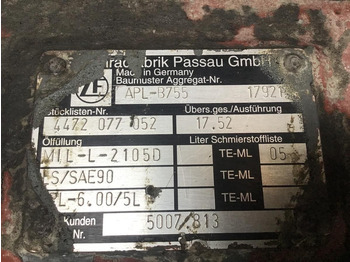 ZF
Passau GmbH
Made in Germany
Baumuster Aggregat-Nr.
APL-B755
Stücklisten-Nr. Übers.ges./Ausführung
4472 077 052 17.52
Ölfüllung Liter Schmierstoffliste
MIL-L-2105D TE-ML 05
ES/SAE90 TE-ML
6.00/5L TE-ML
Kunden 5007/813